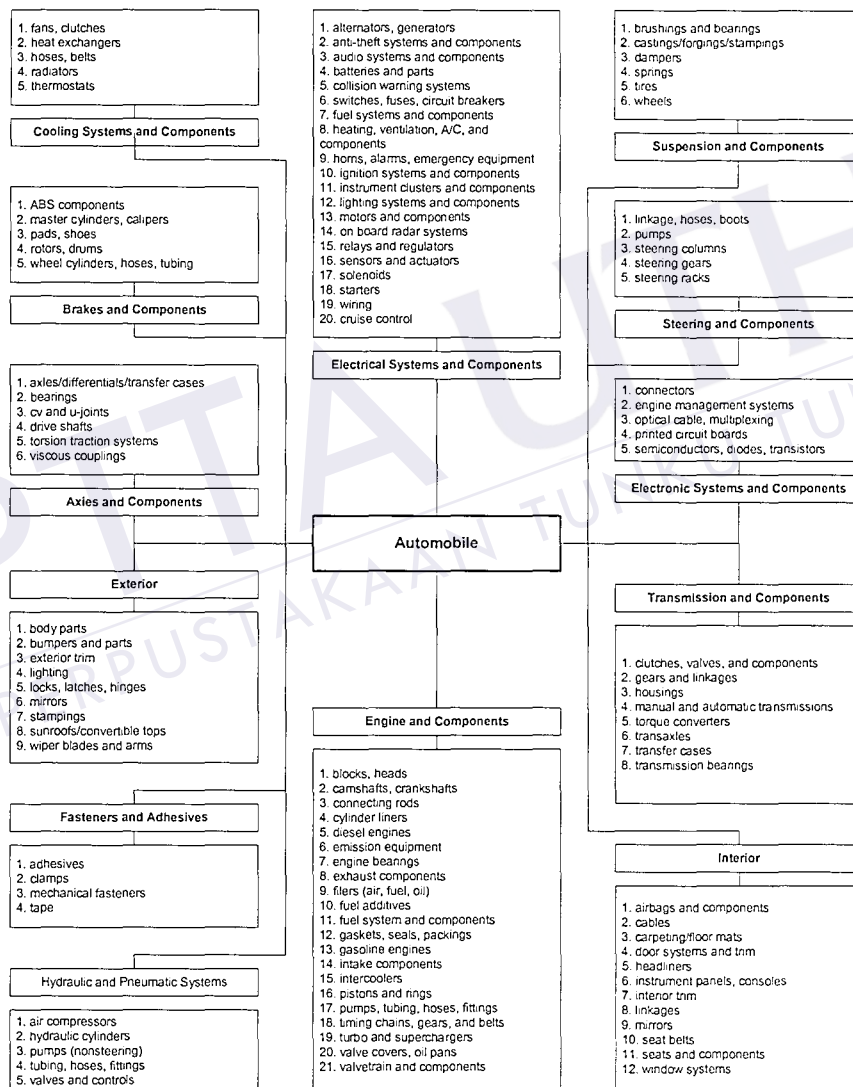 1. fans, clutches
2. heat exchangers
3. hoses, belts
4. radiators
5. thermostats
Cooling Systems and Components
1. ABS components
2. master cylinders, calipers
3. pads, shoes
4. rotors, drums
5. wheel cylinders, hoses, tubing
Brakes and Components
1. axles/differentials/transfer cases
2. bearings
3. cv and u-joints
4. drive shafts
5. torsion traction systems
6. viscous couplings
Axies and Components
Exterior
1. body parts
2. bumpers and parts
3. exterior trim
4. lighting
5. locks, latches, hinges
6. mirrors
7. stampings
8. sunroofs/convertible tops
9. wiper blades and arms
Fasteners and Adhesives
1. adhesives
2. clamps
3. mechanical fasteners
4. tape
Hydraulic and Pneumatic Systems
1. air compressors
2. hydraulic cylinders
3. pumps (nonsteering)
4. tubing, hoses, fittings
5. valves and controls
1. alternators, generators
2. anti-theft systems and components
3. audio systems and components
4. batteries and parts
5. collision warning systems
6. switches, fuses, circuit breakers
7. fuel systems and components
8. heating, ventilation, A/C, and
components
9. horns, alarms, emergency equipment
10. ignition systems and components
11. instrument clusters and components
12. lighting systems and components
13. motors and components
14. on board radar systems
15. relays and regulators
16. sensors and actuators
17. solenoids
18. starters
19. wiring
20. cruise control
Electrical Systems and Components
Automobile
Engine and Components
1. blocks, heads
2. camshafts, crankshafts
3. connecting rods
4. cylinder liners
5. diesel engines
6. emission equipment
7. engine bearings
8. exhaust components
9. filers (air, fuel, oil)
10. fuel additives
11. fuel system and components
12. gaskets, seals, packings
13. gasoline engines
14. intake components
15. intercoolers
16. pistons and rings
17. pumps, tubing, hoses, fittings
18. timing chains, gears, and belts
19. turbo and superchargers
20. valve covers, oil pans
21. valvetrain and components
1. brushings and bearings
2. castings/forgings/stampings
3. dampers
4. springs
5. tires
6. wheels
Suspension and Components
1. linkage, hoses, boots
2. pumps
3. steering columns
4. steering gears
5. steering racks
Steering and Components
1. connectors
2. engine management systems
3. optical cable, multiplexing
4. printed circuit boards
5. semiconductors, diodes, transistors
Electronic Systems and Components
Transmission and Components
1. clutches, valves, and components
2. gears and linkages
3. housings
4. manual and automatic transmissions
5. torque converters
6. transaxles
7. transfer cases
8. transmission bearings
Interior
1. airbags and components
2. cables
3. carpeting/floor mats
4. door systems and trim
5. headliners
6. instrument panels, consoles
7. interior trim
8. linkages
9. mirrors
10. seat belts
11. seats and components
12. window systems
PTTA UTH
PERPUSTAKAAN TUNKU TU